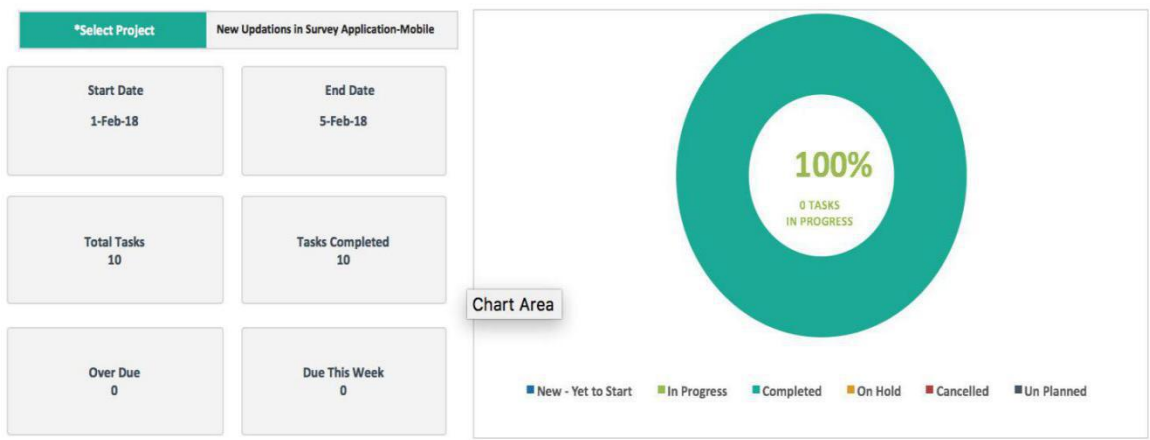 *Select Project New Updations in Survey Application-Mobile
Start Date
1-Feb-18
End Date
5-Feb-18
Total Tasks
10
Tasks Completed
10
Over Due
0
Due This Week
0
100%
0 TASKS
IN PROGRESS
Chart Area
New - Yet to Start In Progress Completed On Hold Cancelled Un Planned